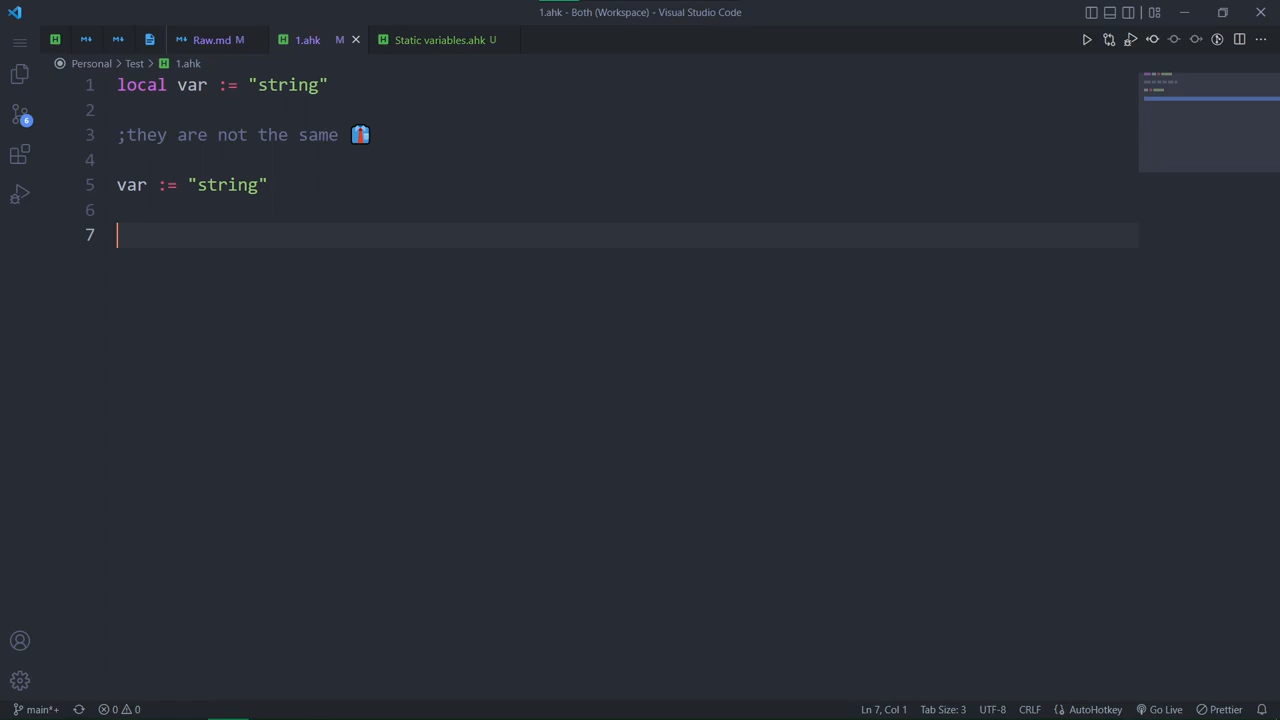 1.ahk - Both (Workspace) - Visual Studio Code
Raw.md M
1.ahk M
Static variables.ahk U
Personal > Test > 1.ahk
1 local var := "string"
2
3 ;they are not the same 👔
4
5 var := "string"
6
7
6
main*+
0 0
Ln 7, Col 1
Tab Size: 3
UTF-8
CRLF
AutoHotkey
Go Live
Prettier